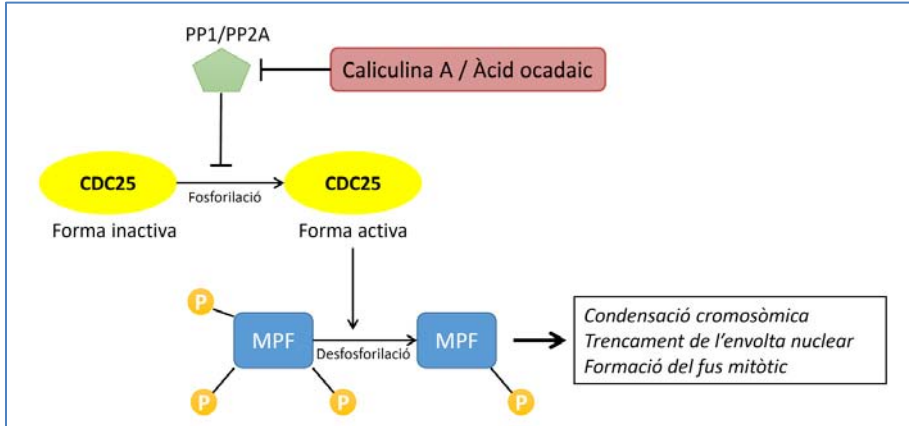 PP1/PP2A
Caliculina A / Àcid ocadaic
CDC25
Fosforilació
CDC25
Forma inactiva
Forma activa
P
MPF
Desfosforilació
MPF
P
P
P
Condensació cromosòmica
Trencament de l'envolta nuclear
Formació del fus mitòtic